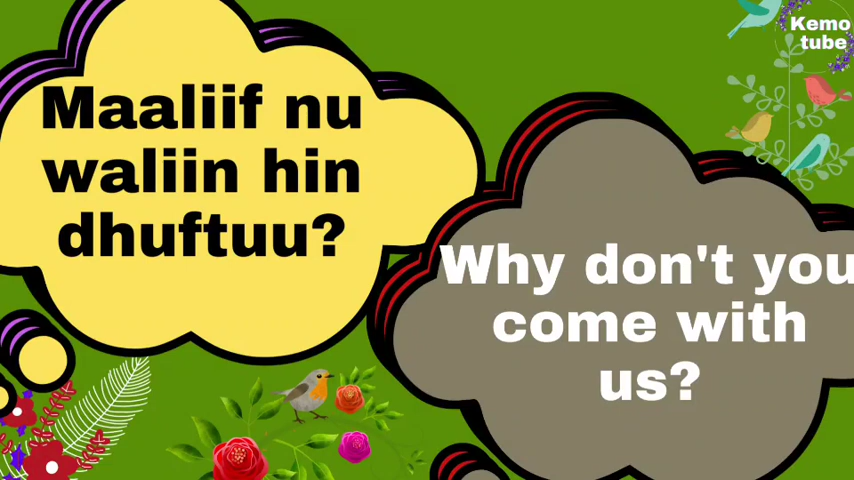 Kemo
tube
Maaliif nu
waliin hin
dhuftuu?
Why don't you
come with
us?